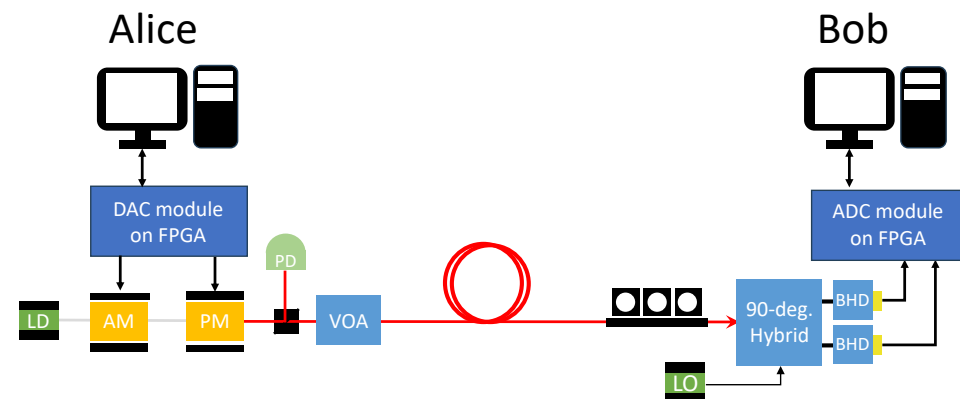 Alice
Bob
DAC module
on FPGA
ADC module
on FPGA
PD
LD
AM
PM
VOA
90-deg.
Hybrid
BHD
BHD
LO